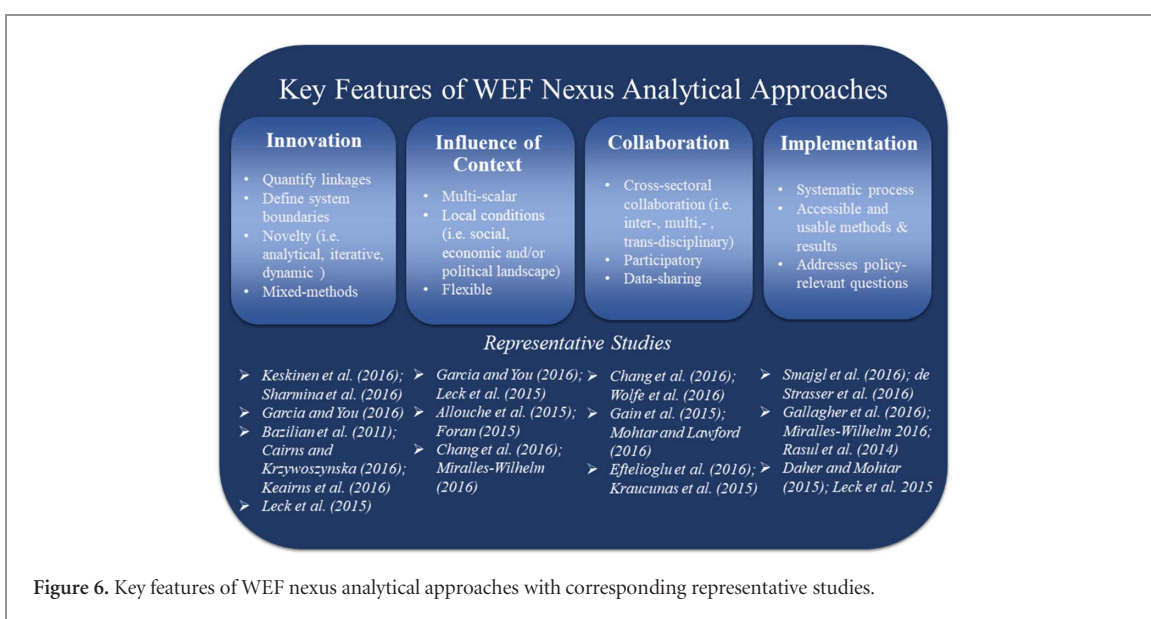 Key Features of WEF Nexus Analytical Approaches
Innovation
• Quantify linkages
• Define system
boundaries
• Novelty (i.e.
analytical, iterative,
dynamic )
• Mixed-methods
Influence of
Context
• Multi-scalar
• Local conditions
(i.e. social,
economic and/or
political landscape)
• Flexible
Collaboration
• Cross-sectoral
collaboration (i.e.
inter-, multi,- ,
trans-disciplinary)
• Participatory
• Data-sharing
Implementation
• Systematic process
• Accessible and
usable methods &
results
• Addresses policy-
relevant questions
Representative Studies
➢ Keskinen et al. (2016);
Sharmina et al. (2016)
➢ Garcia and You (2016)
➢ Bazilian et al. (2011);
Cairns and
Krzywoszynska (2016);
Keairns et al. (2016)
➢ Leck et al. (2015)
➢ Garcia and You (2016);
Leck et al. (2015)
➢ Allouche et al. (2015);
Foran (2015)
➢ Chang et al. (2016);
Miralles-Wilhelm
(2016)
➢ Chang et al. (2016);
Wolfe et al. (2016)
➢ Gain et al. (2015);
Mohtar and Lawford
(2016)
➢ Eftelioglu et al. (2016);
Kraucunas et al. (2015)
➢ Smajgl et al. (2016); de
Strasser et al. (2016)
➢ Gallagher et al. (2016);
Miralles-Wilhelm 2016;
Rasul et al. (2014)
➢ Daher and Mohtar
(2015); Leck et al. 2015
Figure 6. Key features of WEF nexus analytical approaches with corresponding representative studies.